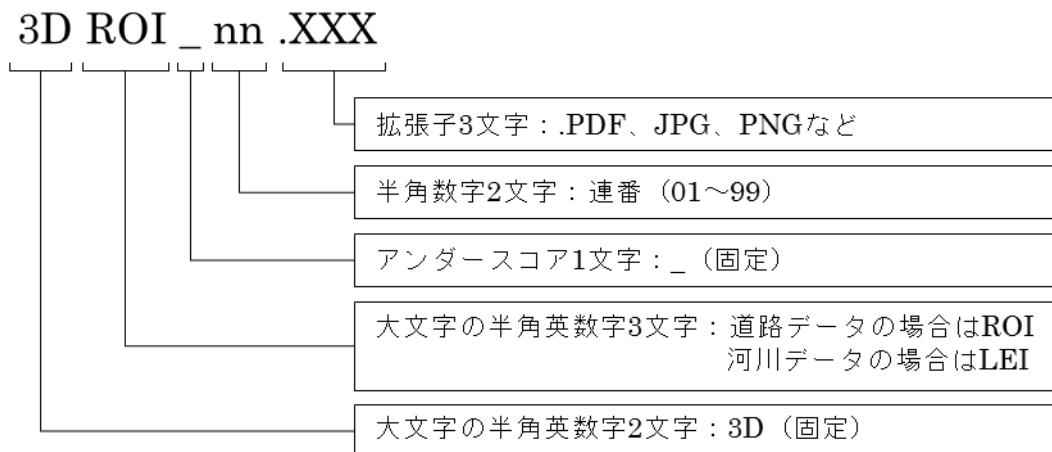 3D ROI _ nn .XXX
拡張子3文字：.PDF、JPG、PNGなど
半角数字2文字：連番（01～99）
アンダースコア1文字：_（固定）
大文字の半角英数字3文字：道路データの場合はROI
河川データの場合はLEI
大文字の半角英数字2文字：3D（固定）